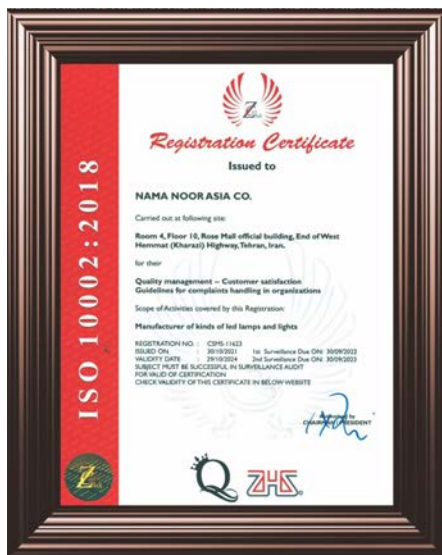 Registration Certificate
Issued to
NAMA NOOR ASIA CO.
Carried out at following site:
Room 4, Floor 10, Rose Mall official building, End of West
Hemmat (Kharazi) Highway, Tehran, Iran.
for their
Quality management – Customer satisfaction
Guidelines for complaints handling in organizations
Scope of Activities covered by this Registration:
Manufacturer of kinds of led lamps and lights
REGISTRATION NO. : CSMS-11623
ISSUED ON : 30/10/2021 1st Surveillance Due ON: 30/09/2022
VALIDITY DATE : 29/10/2024 2nd Surveillance Due ON: 30/09/2023
SUBJECT MUST BE SUCCESSFUL IN SURVEILLANCE AUDIT
FOR VALID OF CERTIFICATION
CHECK VALIDITY OF THIS CERTIFICATE IN BELOW WEBSITE
ISO 10002:2018
PRESIDENT
Q ZHG